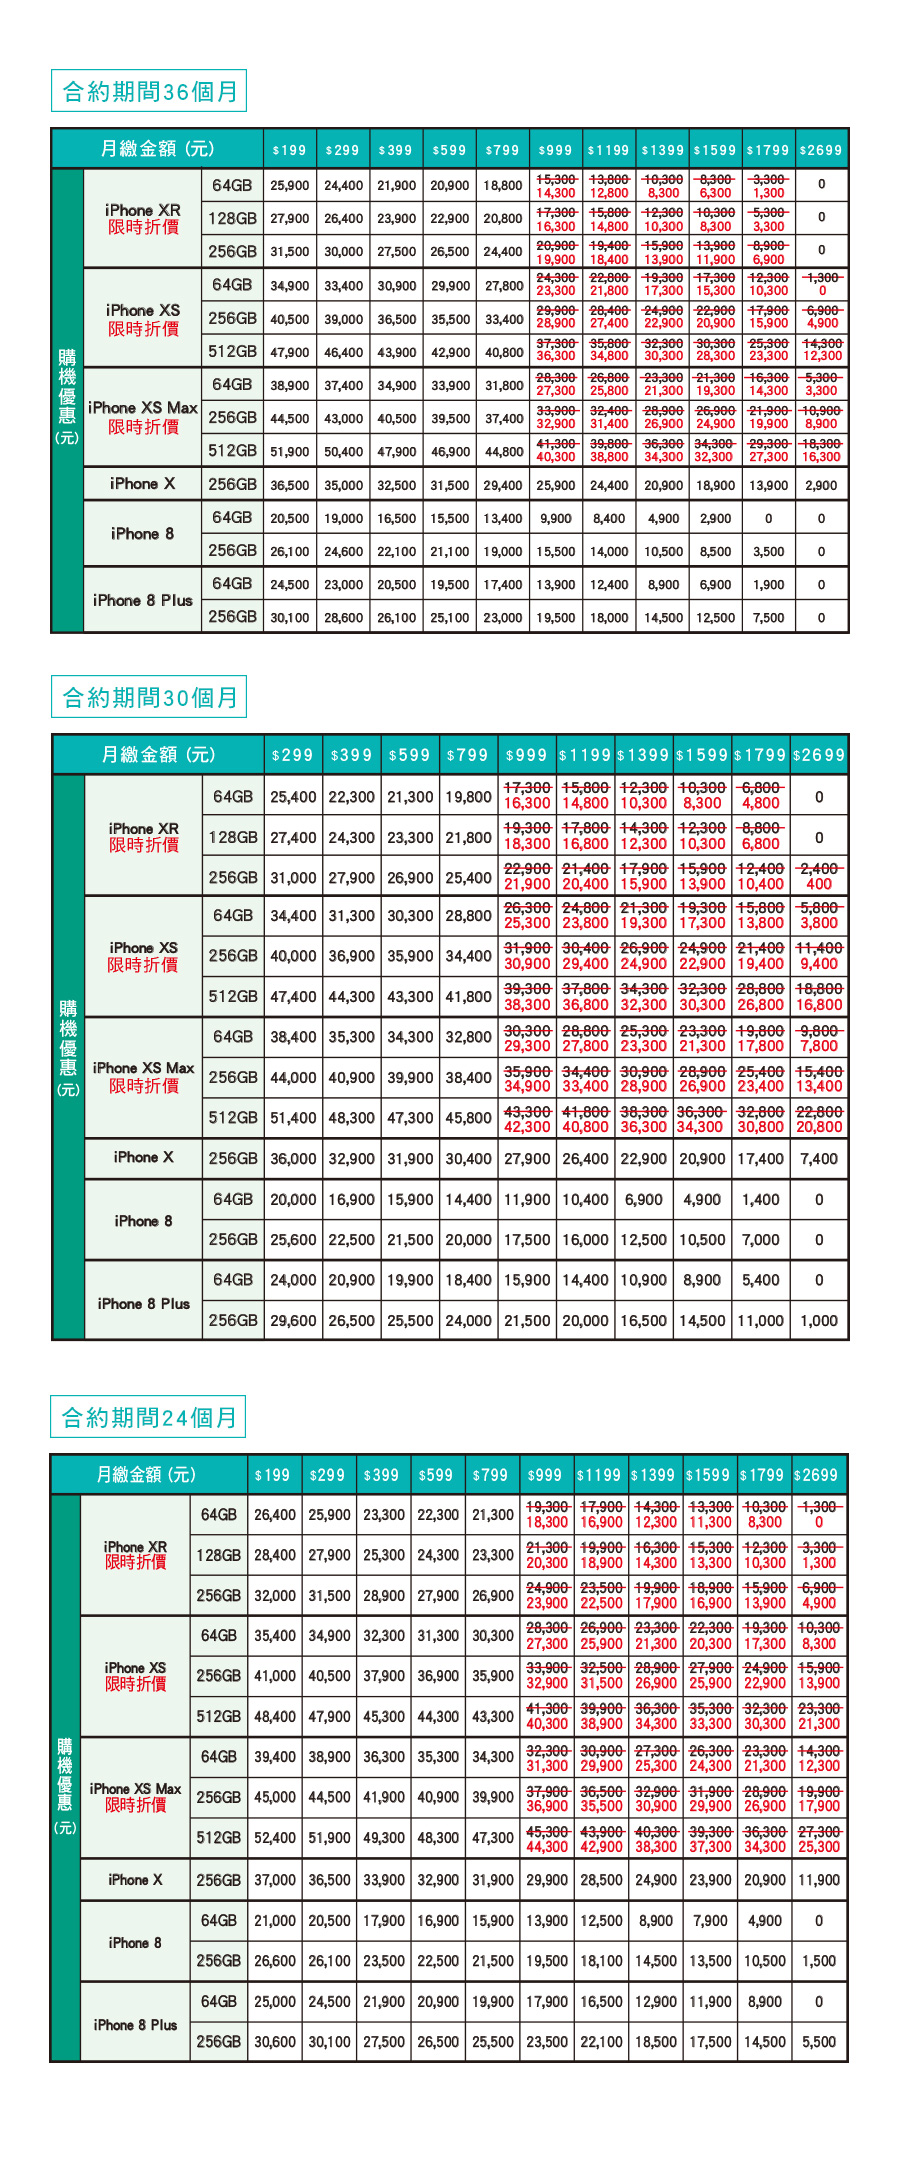 合約期間36個月
月繳金額 (元) $199 $299 $399 $599 $799 $999 $1199 $1399 $1599 $1799 $2699
購機優惠(元)
iPhone XR
限時折價
64GB 25,900 24,400 21,900 20,900 18,800 15,300 13,800 10,300 8,300 3,300 0
14,300 12,800 8,300 6,300 1,300
128GB 27,900 26,400 23,900 22,900 20,800 17,300 15,800 12,300 10,300 5,300 0
16,300 14,800 10,300 8,300 3,300
256GB 31,500 30,000 27,500 26,500 24,400 20,900 19,400 15,900 13,900 8,900 0
19,900 18,400 13,900 11,900 6,900
iPhone XS
限時折價
64GB 34,900 33,400 30,900 29,900 27,800 24,300 22,800 19,300 17,300 12,300 1,300
23,300 21,800 17,300 15,300 10,300 0
256GB 40,500 39,000 36,500 35,500 33,400 29,900 28,400 24,900 22,900 17,900 6,900
28,900 27,400 22,900 20,900 15,900 4,900
512GB 47,900 46,400 43,900 42,900 40,800 37,300 35,800 32,300 30,300 25,300 14,300
36,300 34,800 30,300 28,300 23,300 12,300
iPhone XS Max
限時折價
64GB 38,900 37,400 34,900 33,900 31,800 28,300 26,800 23,300 21,300 16,300 5,300
27,300 25,800 21,300 19,300 14,300 3,300
256GB 44,500 43,000 40,500 39,500 37,400 33,900 32,400 28,900 26,900 21,900 10,900
32,900 31,400 26,900 24,900 19,900 8,900
512GB 51,900 50,400 47,900 46,900 44,800 41,300 39,800 36,300 34,300 29,300 18,300
40,300 38,800 34,300 32,300 27,300 16,300
iPhone X 256GB 36,500 35,000 32,500 31,500 29,400 25,900 24,400 20,900 18,900 13,900 2,900
iPhone 8
64GB 20,500 19,000 16,500 15,500 13,400 9,900 8,400 4,900 2,900 0 0
256GB 26,100 24,600 22,100 21,100 19,000 15,500 14,000 10,500 8,500 3,500 0
iPhone 8 Plus
64GB 24,500 23,000 20,500 19,500 17,400 13,900 12,400 8,900 6,900 1,900 0
256GB 30,100 28,600 26,100 25,100 23,000 19,500 18,000 14,500 12,500 7,500 0
合約期間30個月
月繳金額 (元) $299 $399 $599 $799 $999 $1199 $1399 $1599 $1799 $2699
購機優惠(元)
iPhone XR
限時折價
64GB 25,400 22,300 21,300 19,800 17,300 15,800 12,300 10,300 6,800 0
16,300 14,800 10,300 8,300 4,800
128GB 27,400 24,300 23,300 21,800 19,300 17,800 14,300 12,300 8,800 0
18,300 16,800 12,300 10,300 6,800
256GB 31,000 27,900 26,900 25,400 22,900 21,400 17,900 15,900 12,400 2,400
21,900 20,400 15,900 13,900 10,400 400
iPhone XS
限時折價
64GB 34,400 31,300 30,300 28,800 26,300 24,800 21,300 19,300 15,800 5,800
25,300 23,800 19,300 17,300 13,800 3,800
256GB 40,000 36,900 35,900 34,400 31,900 30,400 26,900 24,900 21,400 11,400
30,900 29,400 24,900 22,900 19,400 9,400
512GB 47,400 44,300 43,300 41,800 39,300 37,800 34,300 32,300 28,800 18,800
38,300 36,800 32,300 30,300 26,800 16,800
iPhone XS Max
限時折價
64GB 38,400 35,300 34,300 32,800 30,300 28,800 25,300 23,300 19,800 9,800
29,300 27,800 23,300 21,300 17,800 7,800
256GB 44,000 40,900 39,900 38,400 35,900 34,400 30,900 28,900 25,400 15,400
34,900 33,400 28,900 26,900 23,400 13,400
512GB 51,400 48,300 47,300 45,800 43,300 41,800 38,300 36,300 32,800 22,800
42,300 40,800 36,300 34,300 30,800 20,800
iPhone X 256GB 36,000 32,900 31,900 30,400 27,900 26,400 22,900 20,900 17,400 7,400
iPhone 8
64GB 20,000 16,900 15,900 14,400 11,900 10,400 6,900 4,900 1,400 0
256GB 25,600 22,500 21,500 20,000 17,500 16,000 12,500 10,500 7,000 0
iPhone 8 Plus
64GB 24,000 20,900 19,900 18,400 15,900 14,400 10,900 8,900 5,400 0
256GB 29,600 26,500 25,500 24,000 21,500 20,000 16,500 14,500 11,000 1,000
合約期間24個月
月繳金額 (元) $199 $299 $399 $599 $799 $999 $1199 $1399 $1599 $1799 $2699
購機優惠(元)
iPhone XR
限時折價
64GB 26,400 25,900 23,300 22,300 21,300 19,300 17,900 14,300 13,300 10,300 1,300
18,300 16,900 12,300 11,300 8,300 0
128GB 28,400 27,900 25,300 24,300 23,300 21,300 19,900 16,300 15,300 12,300 3,300
20,300 18,900 14,300 13,300 10,300 1,300
256GB 32,000 31,500 28,900 27,900 26,900 24,900 23,500 19,900 18,900 15,900 6,900
23,900 22,500 17,900 16,900 13,900 4,900
iPhone XS
限時折價
64GB 35,400 34,900 32,300 31,300 30,300 28,300 26,900 23,300 22,300 19,300 10,300
27,300 25,900 21,300 20,300 17,300 8,300
256GB 41,000 40,500 37,900 36,900 35,900 33,900 32,500 28,900 27,900 24,900 15,900
32,900 31,500 26,900 25,900 22,900 13,900
512GB 48,400 47,900 45,300 44,300 43,300 41,300 39,900 36,300 35,300 32,300 23,300
40,300 38,900 34,300 33,300 30,300 21,300
iPhone XS Max
限時折價
64GB 39,400 38,900 36,300 35,300 34,300 32,300 30,900 27,300 26,300 23,300 14,300
31,300 29,900 25,300 24,300 21,300 12,300
256GB 45,000 44,500 41,900 40,900 39,900 37,900 36,500 32,900 31,900 28,900 19,900
36,900 35,500 30,900 29,900 26,900 17,900
512GB 52,400 51,900 49,300 48,300 47,300 45,300 43,900 40,300 39,300 36,300 27,300
44,300 42,900 38,300 37,300 34,300 25,300
iPhone X 256GB 37,000 36,500 33,900 32,900 31,900 29,900 28,500 24,900 23,900 20,900 11,900
iPhone 8
64GB 21,000 20,500 17,900 16,900 15,900 13,900 12,500 8,900 7,900 4,900 0
256GB 26,600 26,100 23,500 22,500 21,500 19,500 18,100 14,500 13,500 10,500 1,500
iPhone 8 Plus
64GB 25,000 24,500 21,900 20,900 19,900 17,900 16,500 12,900 11,900 8,900 0
256GB 30,600 30,100 27,500 26,500 25,500 23,500 22,100 18,500 17,500 14,500 5,500